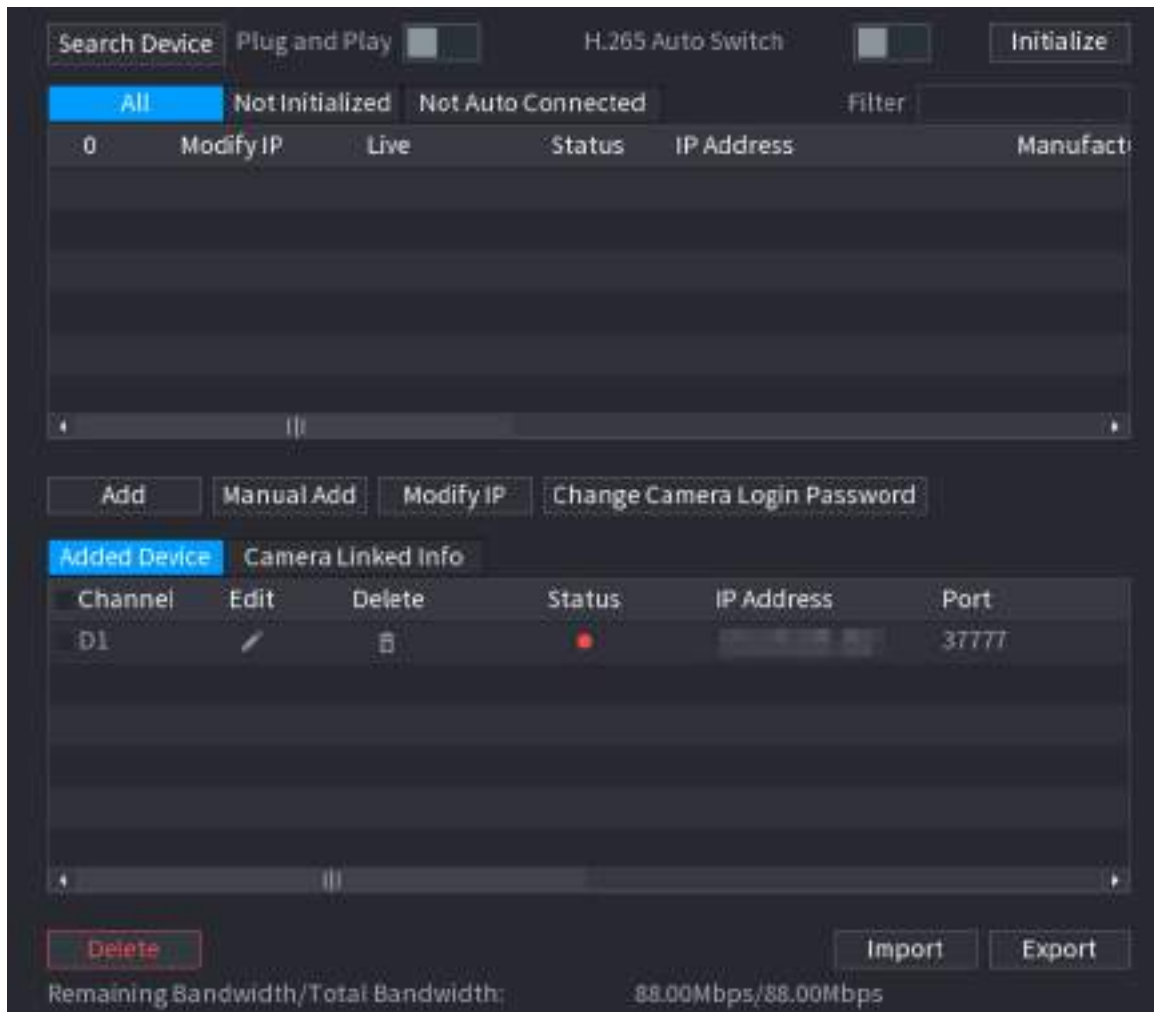 Search Device Plug and Play H.265 Auto Switch Initialize
All Not Initialized Not Auto Connected Filter
0 Modify IP Live Status IP Address Manufact
Add Manual Add Modify IP Change Camera Login Password
Added Device Camera Linked Info
Channel Edit Delete Status IP Address Port
D1 37777
Delete Import Export
Remaining Bandwidth/Total Bandwidth: 88.00Mbps/88.00Mbps